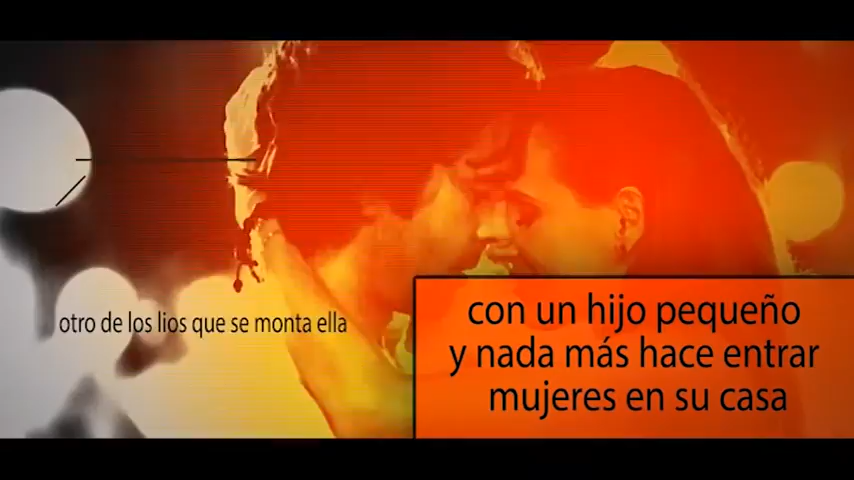 otro de los lios que se monta ella
con un hijo pequeño
y nada más hace entrar
mujeres en su casa